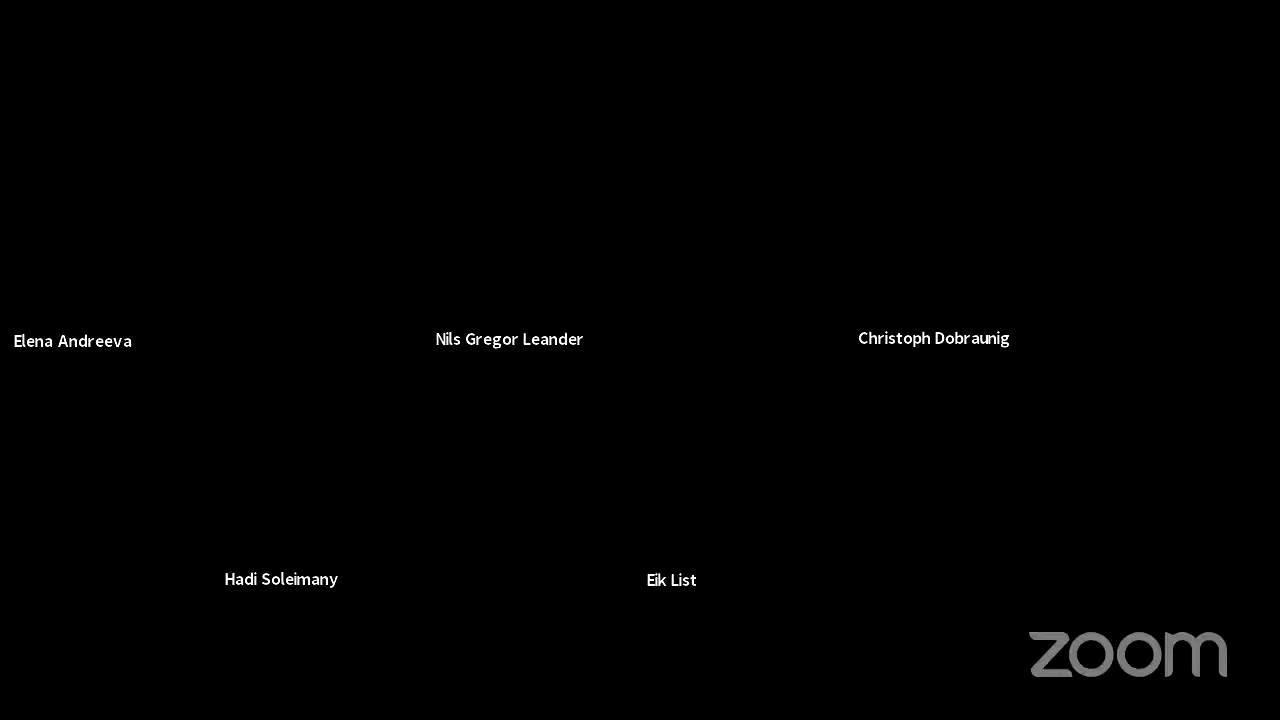 Elena Andreeva
Nils Gregor Leander
Christoph Dobraunig
Hadi Soleimany
Eik List
zoom